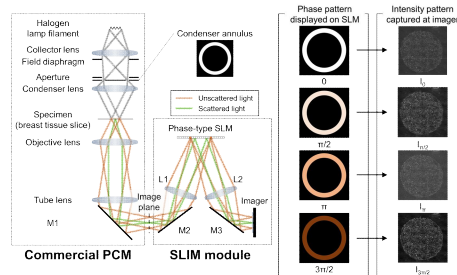 Halogen
lamp filament
Collector lens
Field diaphragm
Aperture
Condenser lens
Specimen
(breast tissue slice)
Objective lens
Tube lens
M1
Commercial PCM
Condenser annulus
Unscattered light
Scattered light
Phase-type SLM
L1
L2
Image
plane
Imager
M2
M3
SLIM module
Phase pattern
displayed on SLM
0
π/2
π
3π/2
Intensity pattern
captured at imager
I0
Iπ/2
Iπ
I3π/2